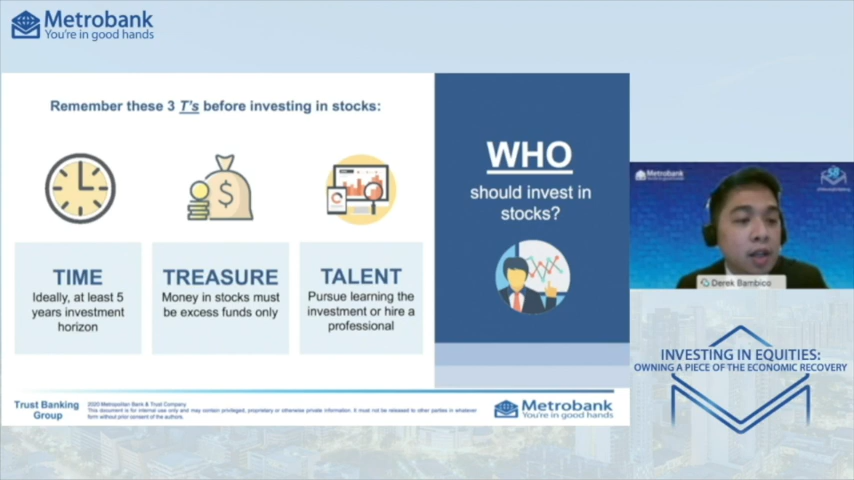 Metrobank
You're in good hands
Remember these 3 T's before investing in stocks:
TIME
Ideally, at least 5
years investment
horizon
TREASURE
Money in stocks must
be excess funds only
TALENT
Pursue learning the
investment or hire a
professional
WHO
should invest in
stocks?
Metrobank
You're in good hands
Derek Bambico
INVESTING IN EQUITIES:
OWNING A PIECE OF THE ECONOMIC RECOVERY
Trust Banking
Group
2020 Metropolitan Bank & Trust Company
This document is for internal use only and may contain privileged, proprietary or otherwise private information. It must not be released to other parties in whatever
form without prior consent of the authors.
Metrobank
You're in good hands